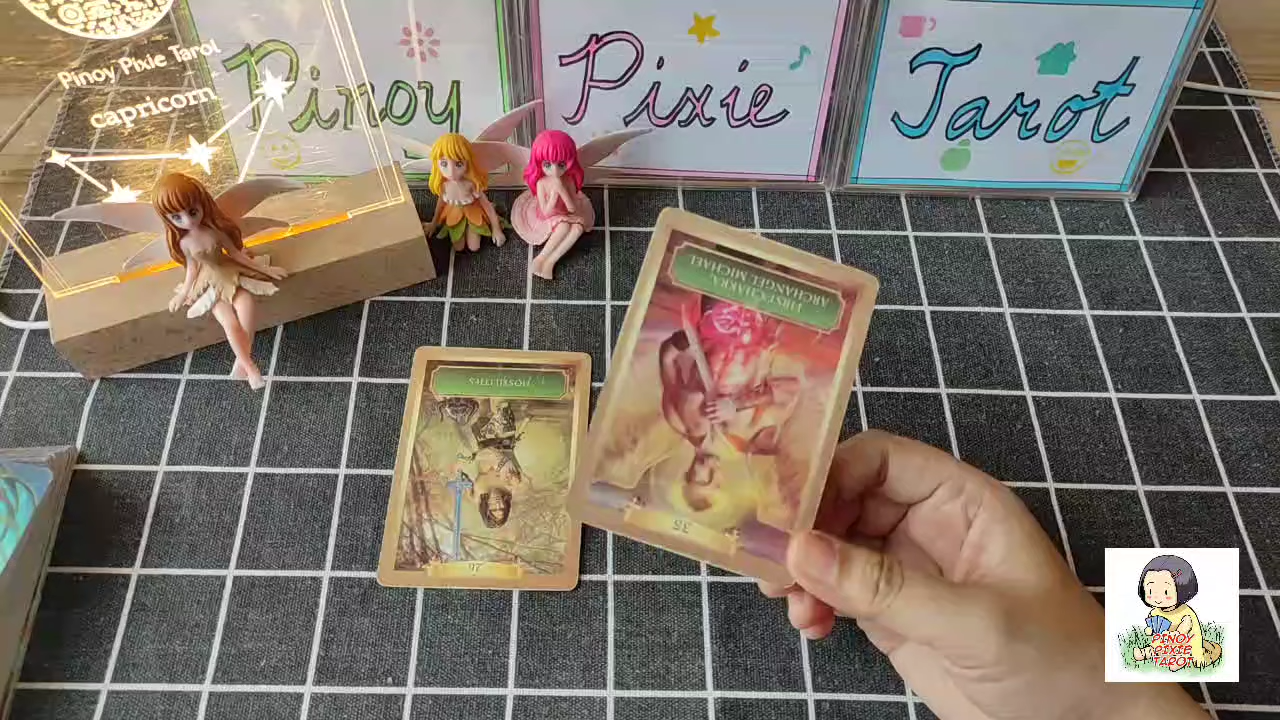 Pinoy Pixie Tarot
capricorn
Pinoy
Pixie
Tarot
FIRST CHAKRA
ARCHANGEL MICHAEL
35
HOSTILITIES
PINOY
PIXIE
TAROT